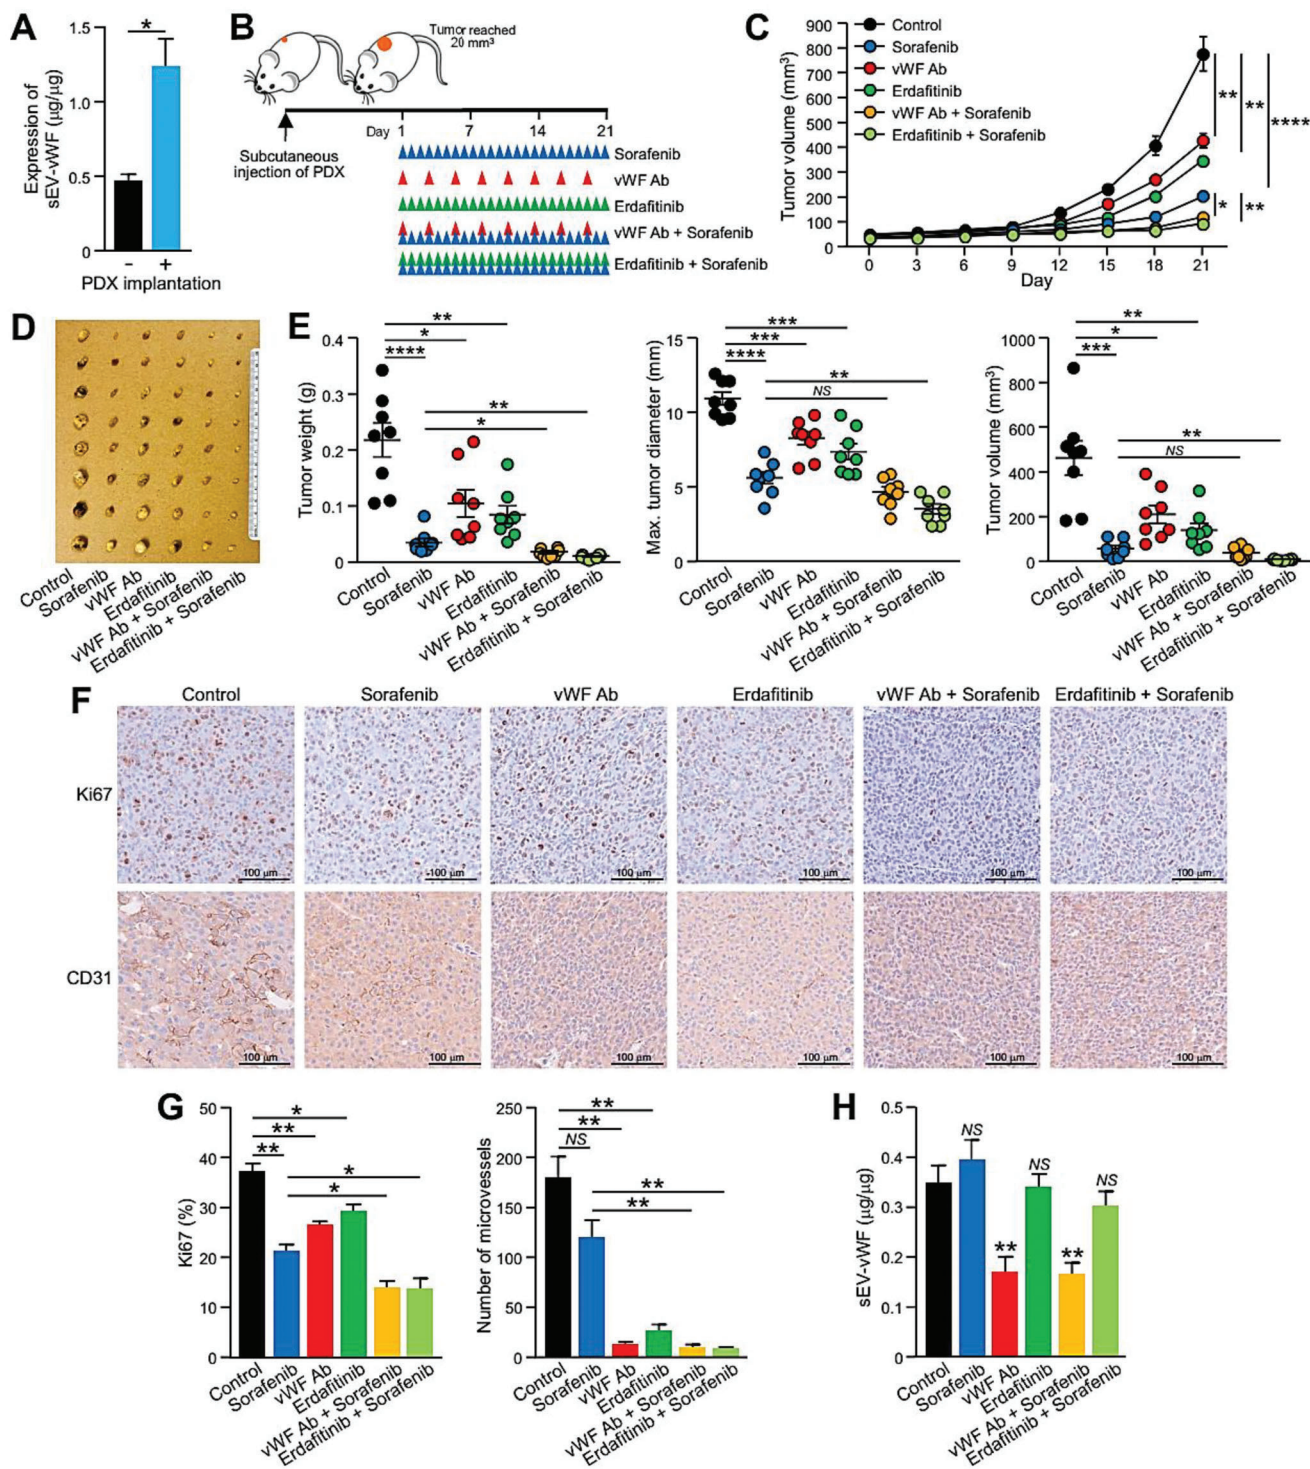 A
Expression of
sEV-vWF (μg/μg)
1.5
1.0
0.5
0
*
− +
PDX implantation
B
Tumor reached
20 mm³
Day 1 7 14 21
Subcutaneous
injection of PDX
Sorafenib
vWF Ab
Erdafitinib
vWF Ab + Sorafenib
Erdafitinib + Sorafenib
C
Tumor volume (mm³)
900
800
700
600
500
400
300
200
100
0
Control
Sorafenib
vWF Ab
Erdafitinib
vWF Ab + Sorafenib
Erdafitinib + Sorafenib
** ** ****
* **
0 3 6 9 12 15 18 21
Day
D
Control
Sorafenib
vWF Ab
Erdafitinib
vWF Ab + Sorafenib
Erdafitinib + Sorafenib
E
Tumor weight (g)
0.4
0.3
0.2
0.1
0
**
*
****
**
*
Control
Sorafenib
vWF Ab
Erdafitinib
vWF Ab + Sorafenib
Erdafitinib + Sorafenib
Max. tumor diameter (mm)
15
10
5
0
***
***
****
**
NS
Control
Sorafenib
vWF Ab
Erdafitinib
vWF Ab + Sorafenib
Erdafitinib + Sorafenib
Tumor volume (mm³)
1000
800
600
400
200
0
**
*
***
**
NS
Control
Sorafenib
vWF Ab
Erdafitinib
vWF Ab + Sorafenib
Erdafitinib + Sorafenib
F
Control Sorafenib vWF Ab Erdafitinib vWF Ab + Sorafenib Erdafitinib + Sorafenib
Ki67
100 μm 100 μm 100 μm 100 μm 100 μm 100 μm
CD31
100 μm 100 μm 100 μm 100 μm 100 μm 100 μm
G
Ki67 (%)
50
40
30
20
10
0
*
**
**
*
*
Control
Sorafenib
vWF Ab
Erdafitinib
vWF Ab + Sorafenib
Erdafitinib + Sorafenib
Number of microvessels
250
200
150
100
50
0
**
**
NS
**
**
Control
Sorafenib
vWF Ab
Erdafitinib
vWF Ab + Sorafenib
Erdafitinib + Sorafenib
H
sEV-vWF (μg/μg)
0.5
0.4
0.3
0.2
0.1
0
NS
**
NS
**
NS
Control
Sorafenib
vWF Ab
Erdafitinib
vWF Ab + Sorafenib
Erdafitinib + Sorafenib